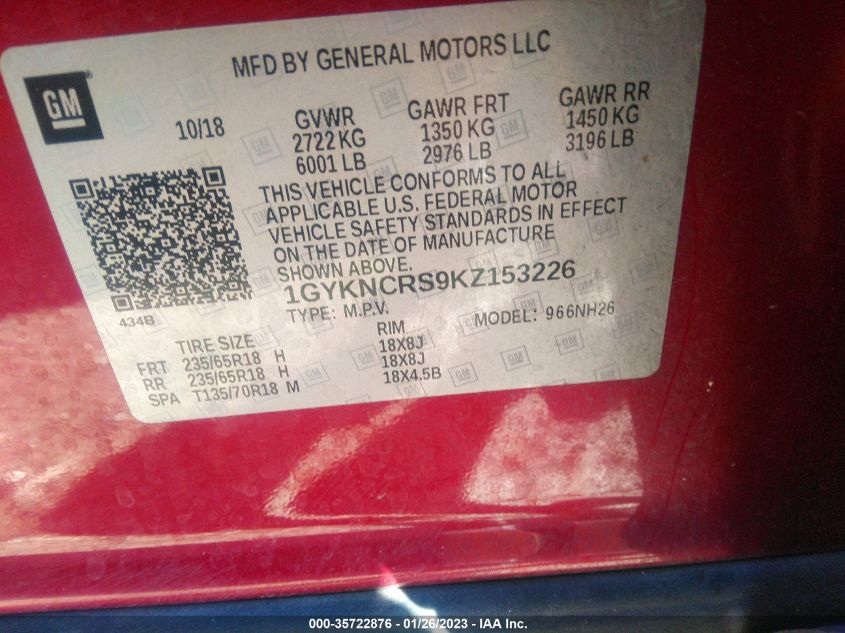 MFD BY GENERAL MOTORS LLC
GM
10/18
GVWR GAWR FRT GAWR RR
2722 KG 1350 KG 1450 KG
6001 LB 2976 LB 3196 LB
THIS VEHICLE CONFORMS TO ALL
APPLICABLE U.S. FEDERAL MOTOR
VEHICLE SAFETY STANDARDS IN EFFECT
ON THE DATE OF MANUFACTURE
SHOWN ABOVE.
1GYKNCRS9KZ153226
434B
TYPE: M.P.V. MODEL: 966NH26
TIRE SIZE RIM
FRT 235/65R18 H 18X8J
RR 235/65R18 H 18X8J
SPA T135/70R18 M 18X4.5B
000-35722876 - 01/26/2023 - IAA Inc.